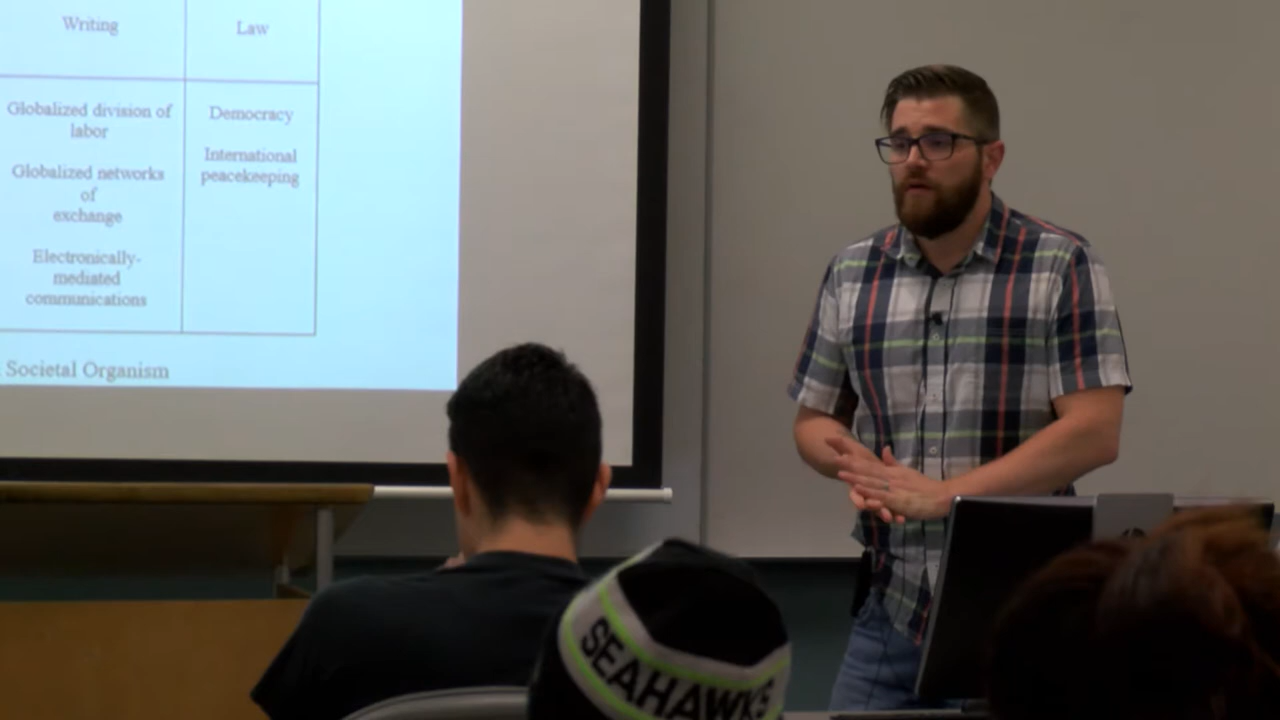 Writing
Law
Globalized division of
labor
Globalized networks
of
exchange
Electronically-
mediated
communications
Democracy
International
peacekeeping
Societal Organism
SEAHAWKS